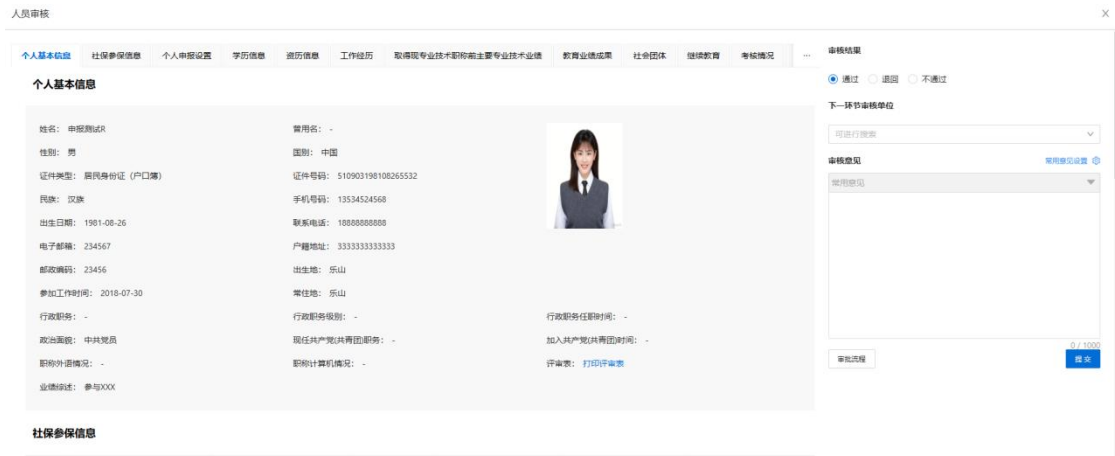 人员审核
个人基本信息 社保参保信息 个人申报设置 学历信息 资历信息 工作经历 取得现专业技术职称前主要专业技术业绩 教育业绩成果 社会团体 继续教育 考核情况 ...
个人基本信息
姓名： 申报测试R 曾用名： -
性别： 男 国别： 中国
证件类型： 居民身份证（户口簿） 证件号码： 510903198108265532
民族： 汉族 手机号码： 13534524568
出生日期： 1981-08-26 联系电话： 18888888888
电子邮箱： 234567 户籍地址： 3333333333333
邮政编码： 23456 出生地： 乐山
参加工作时间： 2018-07-30 常住地： 乐山
行政职务： - 行政职务级别： - 行政职务任职时间： -
政治面貌： 中共党员 现任共产党(共青团)职务： - 加入共产党(共青团)时间： -
职称外语情况： - 职称计算机情况： - 评审表： 打印评审表
业绩综述： 参与XXX
社保参保信息
审核结果
通过 退回 不通过
下一环节审核单位
可进行搜索
审核意见 常用意见设置
常用意见
0 / 1000
审批流程 提交